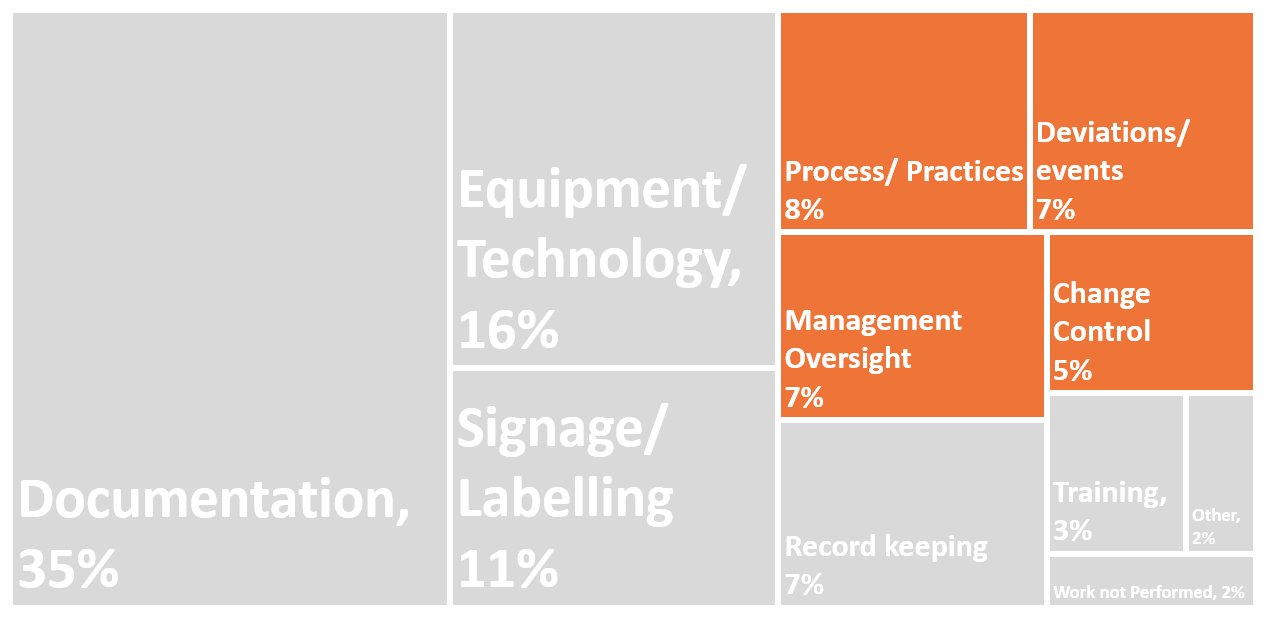 Documentation,
35%
Equipment/
Technology,
16%
Signage/
Labelling
11%
Process/ Practices
8%
Deviations/
events
7%
Management
Oversight
7%
Change
Control
5%
Record keeping
7%
Training,
3%
Other,
2%
Work not Performed, 2%